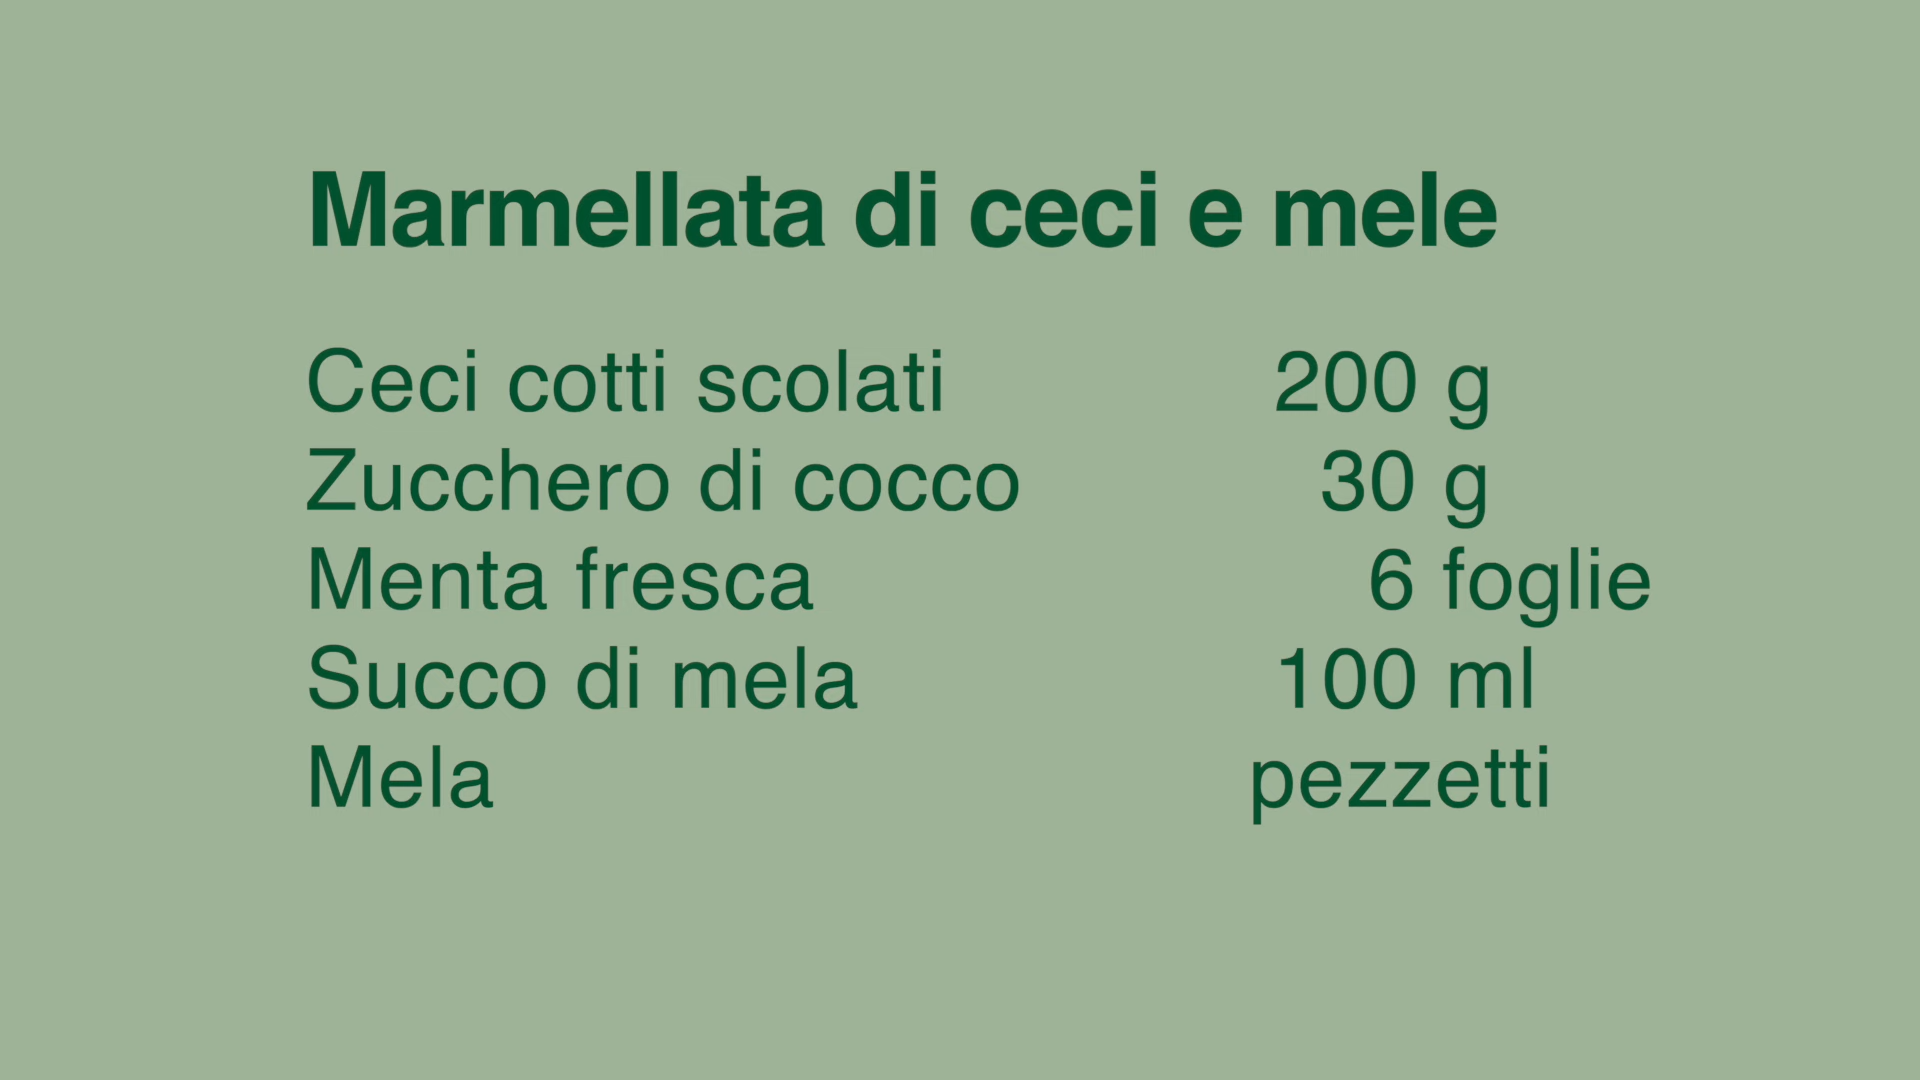 Marmellata di ceci e mele
Ceci cotti scolati 200 g
Zucchero di cocco 30 g
Menta fresca 6 foglie
Succo di mela 100 ml
Mela pezzetti